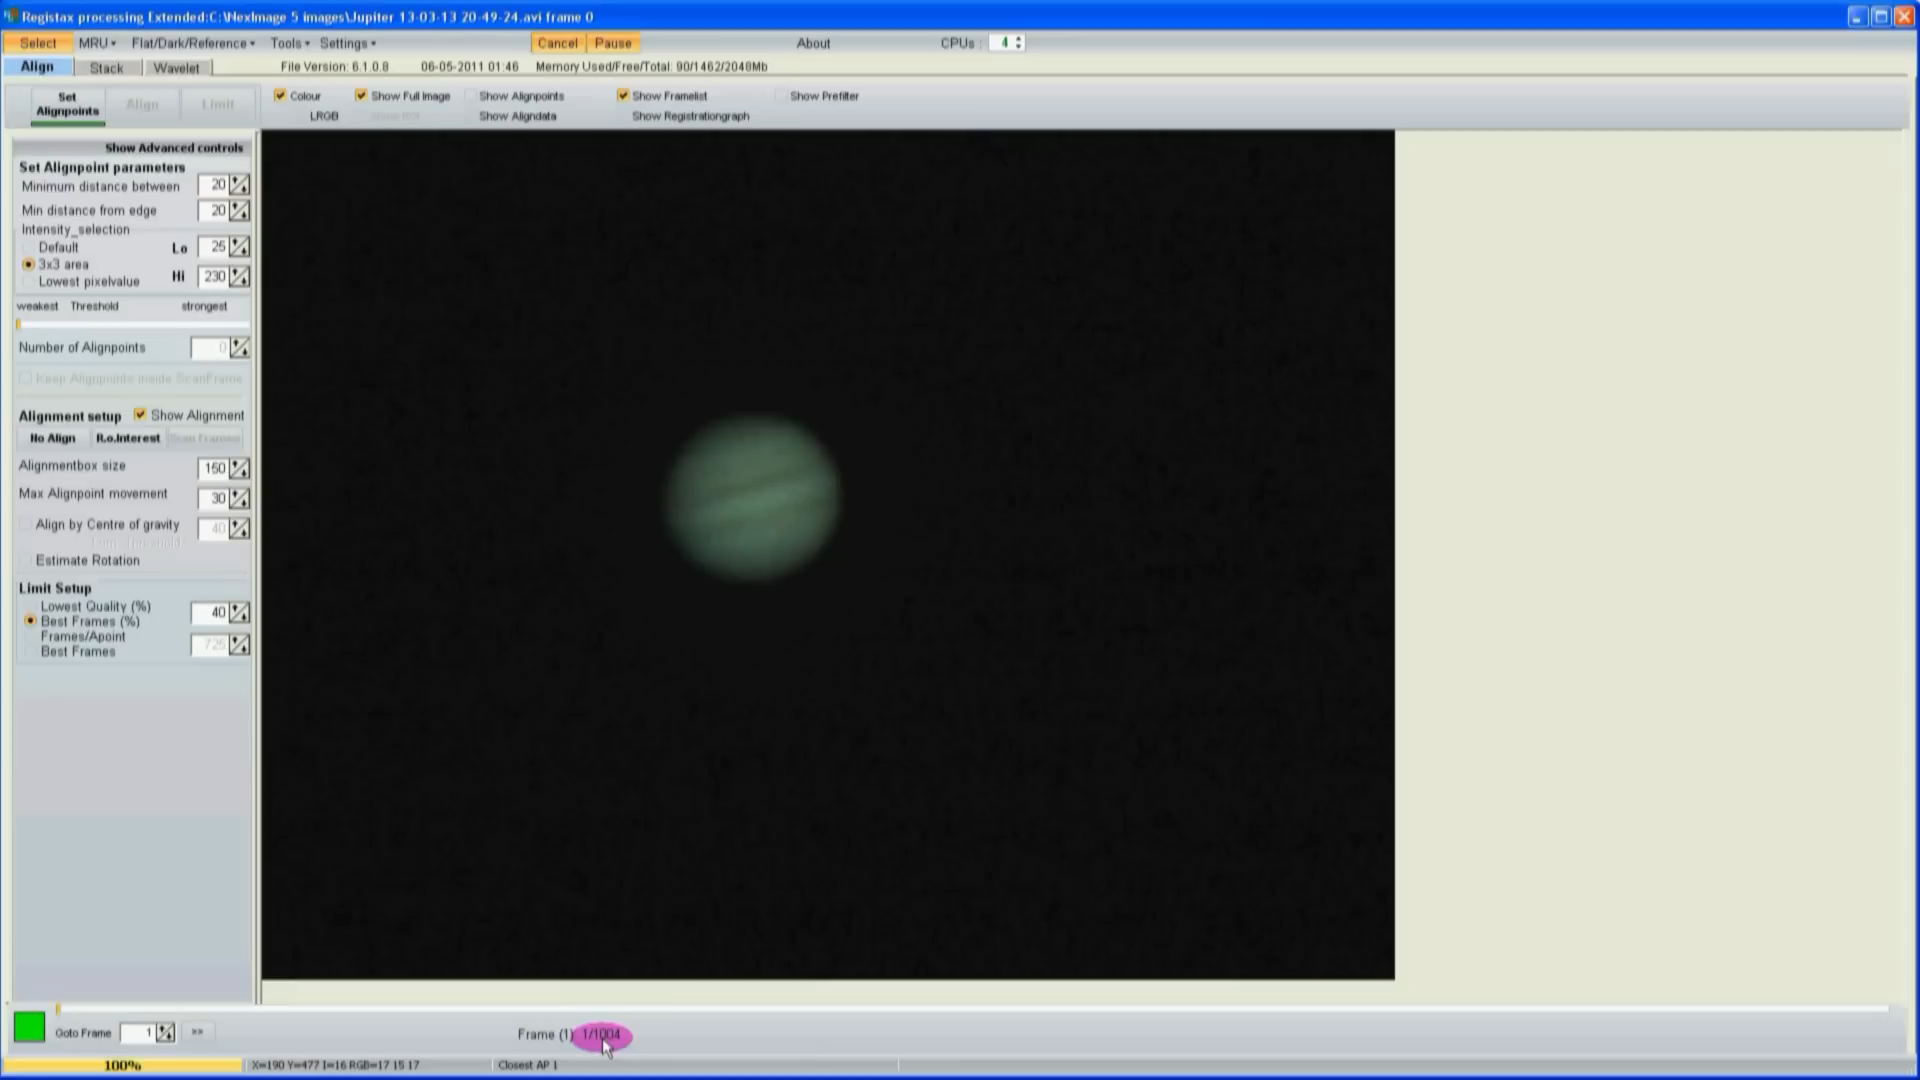 Registax processing Extended:C:\NexImage 5 images\Jupiter 13-03-13 20-49-24.avi frame 0
Select MRU Flat/Dark/Reference Tools Settings Cancel Pause About CPUs : 4
Align Stack Wavelet File Version: 6.1.0.8 06-05-2011 01:46 Memory Used/Free/Total: 90/1462/2048Mb
Set Alignpoints Align Limit
Colour Show Full Image Show Alignpoints Show Framelist Show Prefilter
LRGB Show Aligndata Show Registrationgraph
Show Advanced controls
Set Alignpoint parameters
Minimum distance between 20
Min distance from edge 20
Intensity_selection
Default Lo 25
3x3 area
Lowest pixelvalue Hi 230
weakest Threshold strongest
Number of Alignpoints 0
Keep Alignpoints inside ScanFrame
Alignment setup Show Alignment
No Align R.o.Interest
Alignmentbox size 150
Max Alignpoint movement 30
Align by Centre of gravity 40
Estimate Rotation
Limit Setup
Lowest Quality (%)
Best Frames (%) 40
Frames/Apoint
Best Frames 725
Goto Frame 1 >> Frame (1) 1/1004
100% X=190 Y=477 I=16 RGB=17 15 17 Closest AP 1